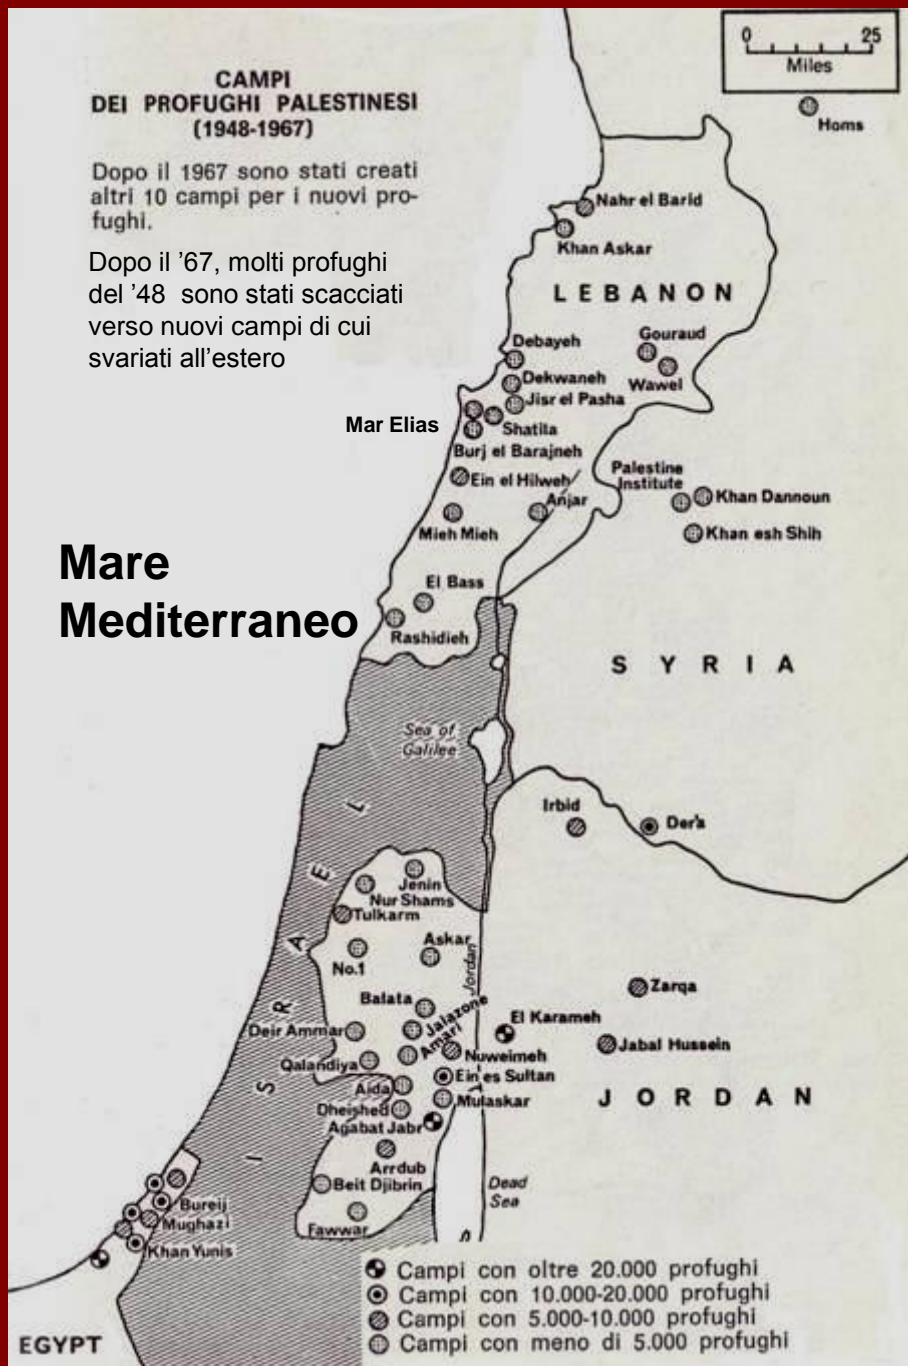 CAMPI
DEI PROFUGHI PALESTINESI
(1948-1967)
Dopo il 1967 sono stati creati
altri 10 campi per i nuovi pro-
fughi.
Dopo il '67, molti profughi
del '48 sono stati scacciati
verso nuovi campi di cui
svariati all'estero
0 25
Miles
Homs
Nahr el Barid
Khan Askar
LEBANON
Gouraud
Wawel
Debayeh
Dekwaneh
Jisr el Pasha
Mar Elias
Shatila
Burj el Barajneh
Ein el Hilweh
Anjar
Mieh Mieh
Palestine
Institute
Khan Dannoun
Khan esh Shih
Mare
Mediterraneo
El Bass
Rashidieh
SYRIA
Sea of
Galilee
ISRAEL
Irbid
Der'a
Jenin
Nur Shams
Tulkarm
No.1
Askar
Jordan
Balata
Zarqa
Deir Ammar
Jalazone
Amari
El Karameh
Jabal Hussein
Qalandiya
Nuweimeh
Aida
Ein es Sultan
Mulaskar
JORDAN
Dheished
Agabat Jabr
Arrdub
Beit Djibrin
Dead
Sea
Fawwar
Bureij
Mughazi
Khan Yunis
EGYPT
Campi con oltre 20.000 profughi
Campi con 10.000-20.000 profughi
Campi con 5.000-10.000 profughi
Campi con meno di 5.000 profughi